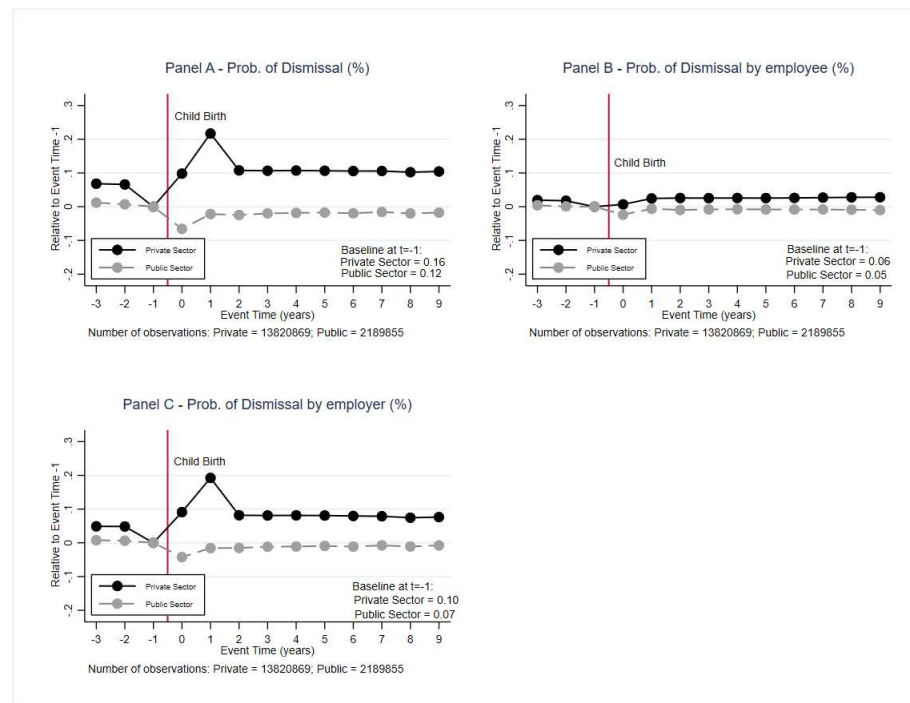 Panel A - Prob. of Dismissal (%)
Relative to Event Time -1
.3
.2
.1
0
-.1
-.2
Child Birth
Private Sector
Public Sector
Baseline at t=-1:
Private Sector = 0.16
Public Sector = 0.12
-3 -2 -1 0 1 2 3 4 5 6 7 8 9
Event Time (years)
Number of observations: Private = 13820869; Public = 2189855
Panel B - Prob. of Dismissal by employee (%)
Relative to Event Time -1
.3
.2
.1
0
-.1
-.2
Child Birth
Private Sector
Public Sector
Baseline at t=-1:
Private Sector = 0.06
Public Sector = 0.05
-3 -2 -1 0 1 2 3 4 5 6 7 8 9
Event Time (years)
Number of observations: Private = 13820869; Public = 2189855
Panel C - Prob. of Dismissal by employer (%)
Relative to Event Time -1
.3
.2
.1
0
-.1
-.2
Child Birth
Private Sector
Public Sector
Baseline at t=-1:
Private Sector = 0.10
Public Sector = 0.07
-3 -2 -1 0 1 2 3 4 5 6 7 8 9
Event Time (years)
Number of observations: Private = 13820869; Public = 2189855